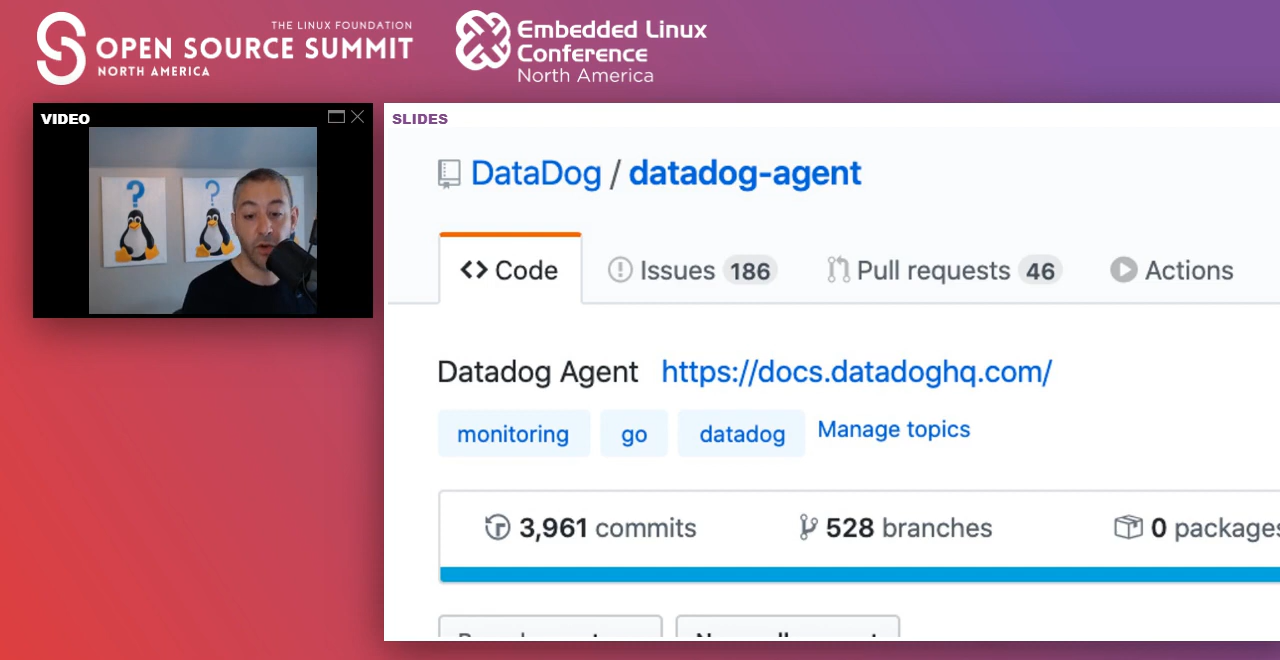 THE LINUX FOUNDATION
OPEN SOURCE SUMMIT
NORTH AMERICA
Embedded Linux
Conference
North America
VIDEO
SLIDES
DataDog / datadog-agent
Code Issues 186 Pull requests 46 Actions
Datadog Agent https://docs.datadoghq.com/
monitoring go datadog Manage topics
3,961 commits 528 branches 0 packages